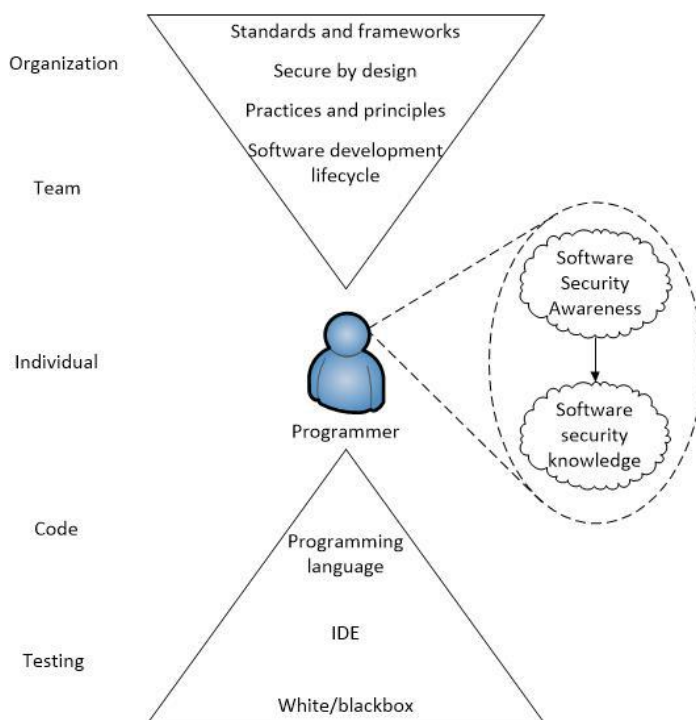 Standards and frameworks
Organization
Secure by design
Practices and principles
Software development
lifecycle
Team
Software
Security
Awareness
Individual
Programmer
Software
security
knowledge
Code
Programming
language
IDE
Testing
White/blackbox